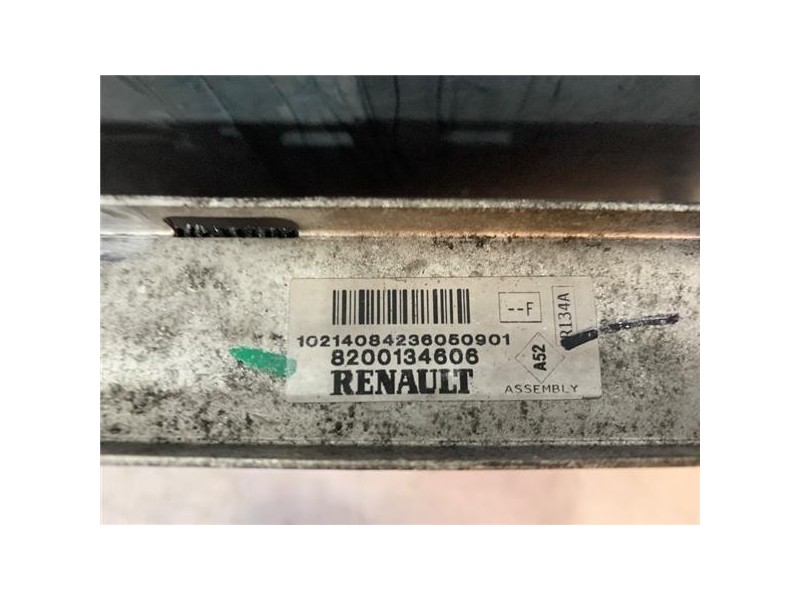 --F
R134A
10214084236050901
8200134606
A52
RENAULT
ASSEMBLY